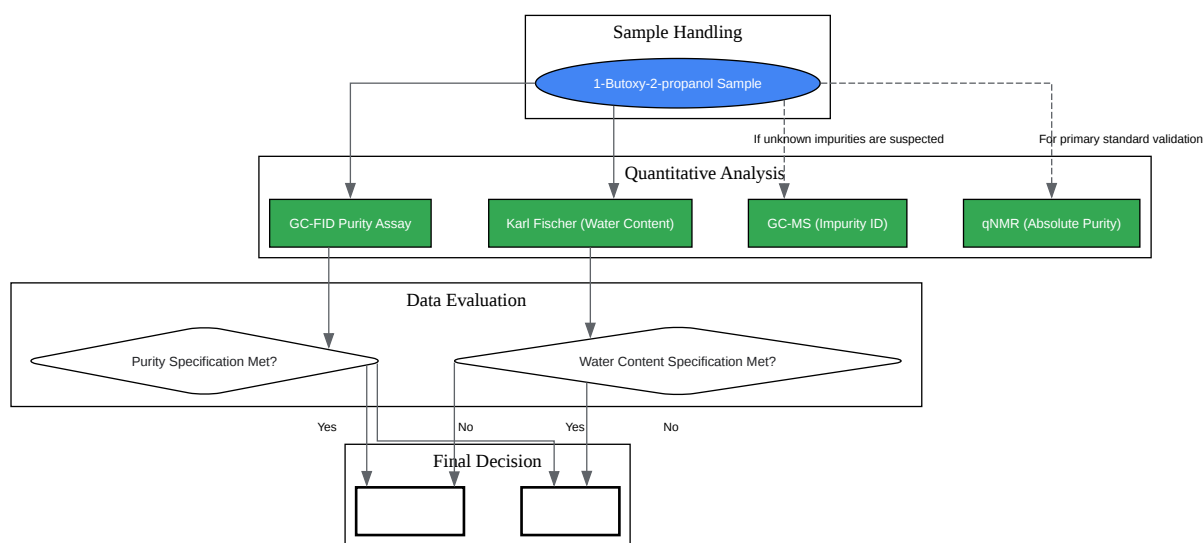 Sample Handling
1-Butoxy-2-propanol Sample
If unknown impurities are suspected
For primary standard validation
Quantitative Analysis
GC-FID Purity Assay
Karl Fischer (Water Content)
GC-MS (Impurity ID)
qNMR (Absolute Purity)
Data Evaluation
Purity Specification Met?
Water Content Specification Met?
Yes
No
Yes
No
Final Decision